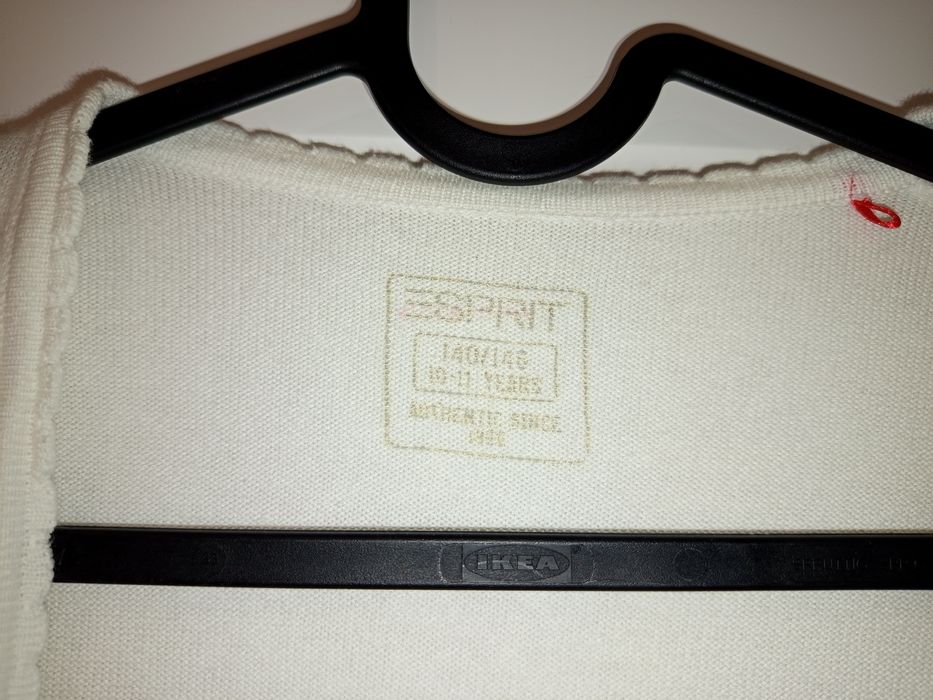 ESPRIT
140/146
10-11 YEARS
AUTHENTIC SINCE
IKEA